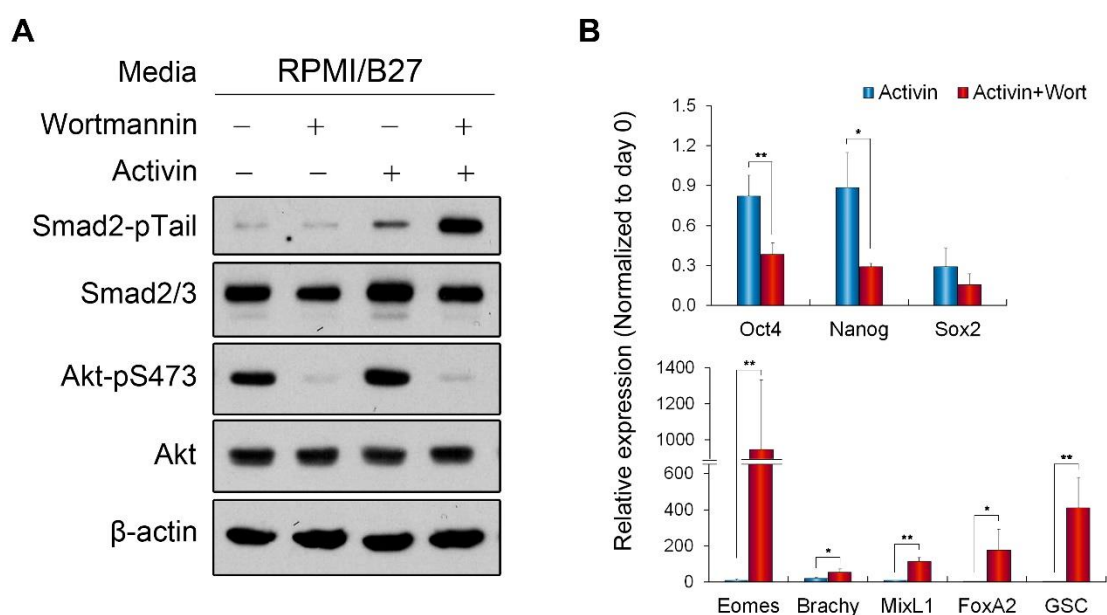 A
Media RPMI/B27
Wortmannin − + − +
Activin − − + +
Smad2-pTail
Smad2/3
Akt-pS473
Akt
β-actin
B
Relative expression (Normalized to day 0)
Activin Activin+Wort
1.5
1.2
0.9
0.6
0.3
0.0
** *
Oct4 Nanog Sox2
1400
1200
1000
600
400
200
0
** * ** * **
Eomes Brachy MixL1 FoxA2 GSC